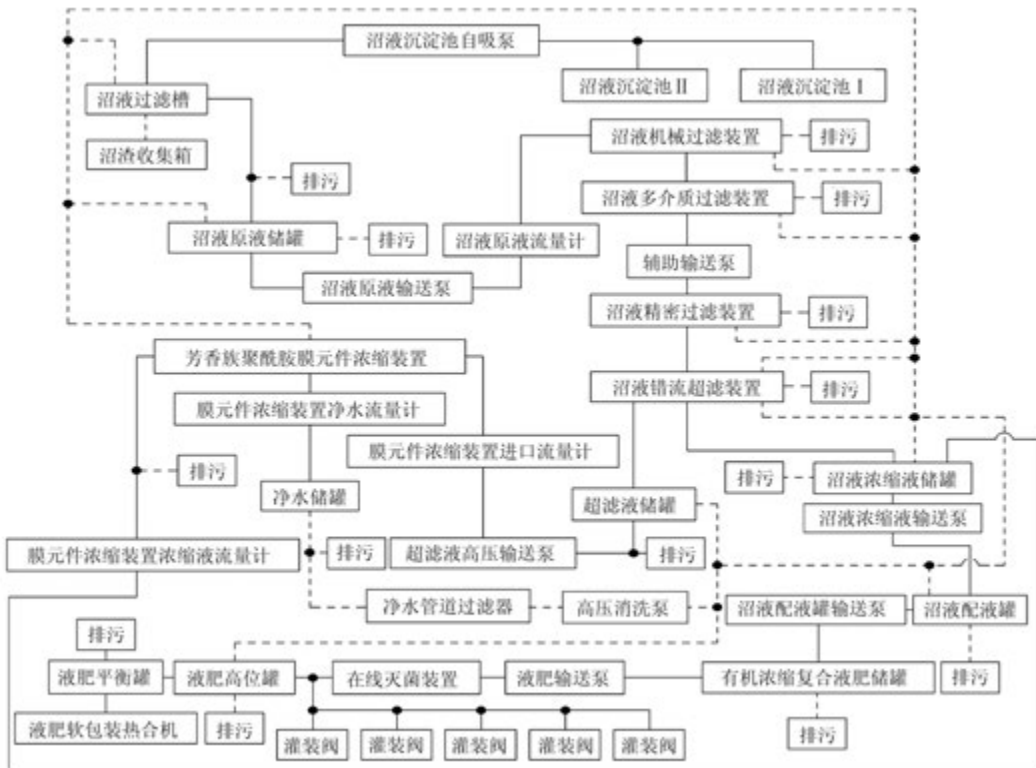 沼液沉淀池自吸泵
沼液过滤槽
沼液沉淀池Ⅱ
沼液沉淀池Ⅰ
沼渣收集箱
沼液机械过滤装置
排污
排污
沼液多介质过滤装置
排污
沼液原液储罐
排污
沼液原液流量计
辅助输送泵
沼液原液输送泵
沼液精密过滤装置
排污
芳香族聚酰胺膜元件浓缩装置
沼液错流超滤装置
排污
膜元件浓缩装置净水流量计
膜元件浓缩装置进口流量计
排污
排污
沼液浓缩液储罐
净水储罐
超滤液储罐
沼液浓缩液输送泵
膜元件浓缩装置浓缩液流量计
排污
超滤液高压输送泵
排污
净水管道过滤器
高压消洗泵
沼液配液罐输送泵
沼液配液罐
排污
液肥平衡罐
液肥高位罐
在线灭菌装置
液肥输送泵
有机浓缩复合液肥储罐
排污
液肥软包装热合机
排污
灌装阀
灌装阀
灌装阀
灌装阀
灌装阀
排污